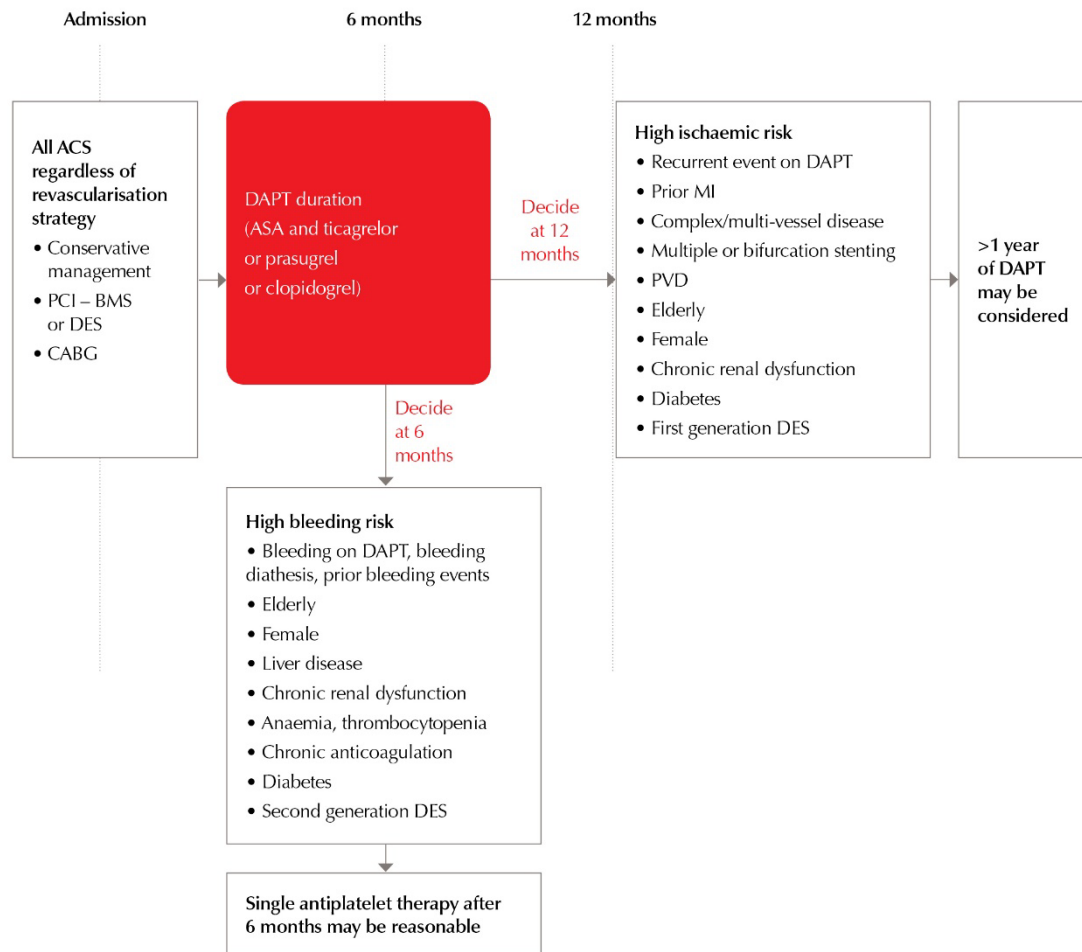 Admission
6 months
12 months
All ACS
regardless of
revascularisation
strategy
• Conservative
management
• PCI – BMS
or DES
• CABG
DAPT duration
(ASA and ticagrelor
or prasugrel
or clopidogrel)
Decide
at 12
months
High ischaemic risk
• Recurrent event on DAPT
• Prior MI
• Complex/multi-vessel disease
• Multiple or bifurcation stenting
• PVD
• Elderly
• Female
• Chronic renal dysfunction
• Diabetes
• First generation DES
>1 year
of DAPT
may be
considered
Decide
at 6
months
High bleeding risk
• Bleeding on DAPT, bleeding
diathesis, prior bleeding events
• Elderly
• Female
• Liver disease
• Chronic renal dysfunction
• Anaemia, thrombocytopenia
• Chronic anticoagulation
• Diabetes
• Second generation DES
Single antiplatelet therapy after
6 months may be reasonable